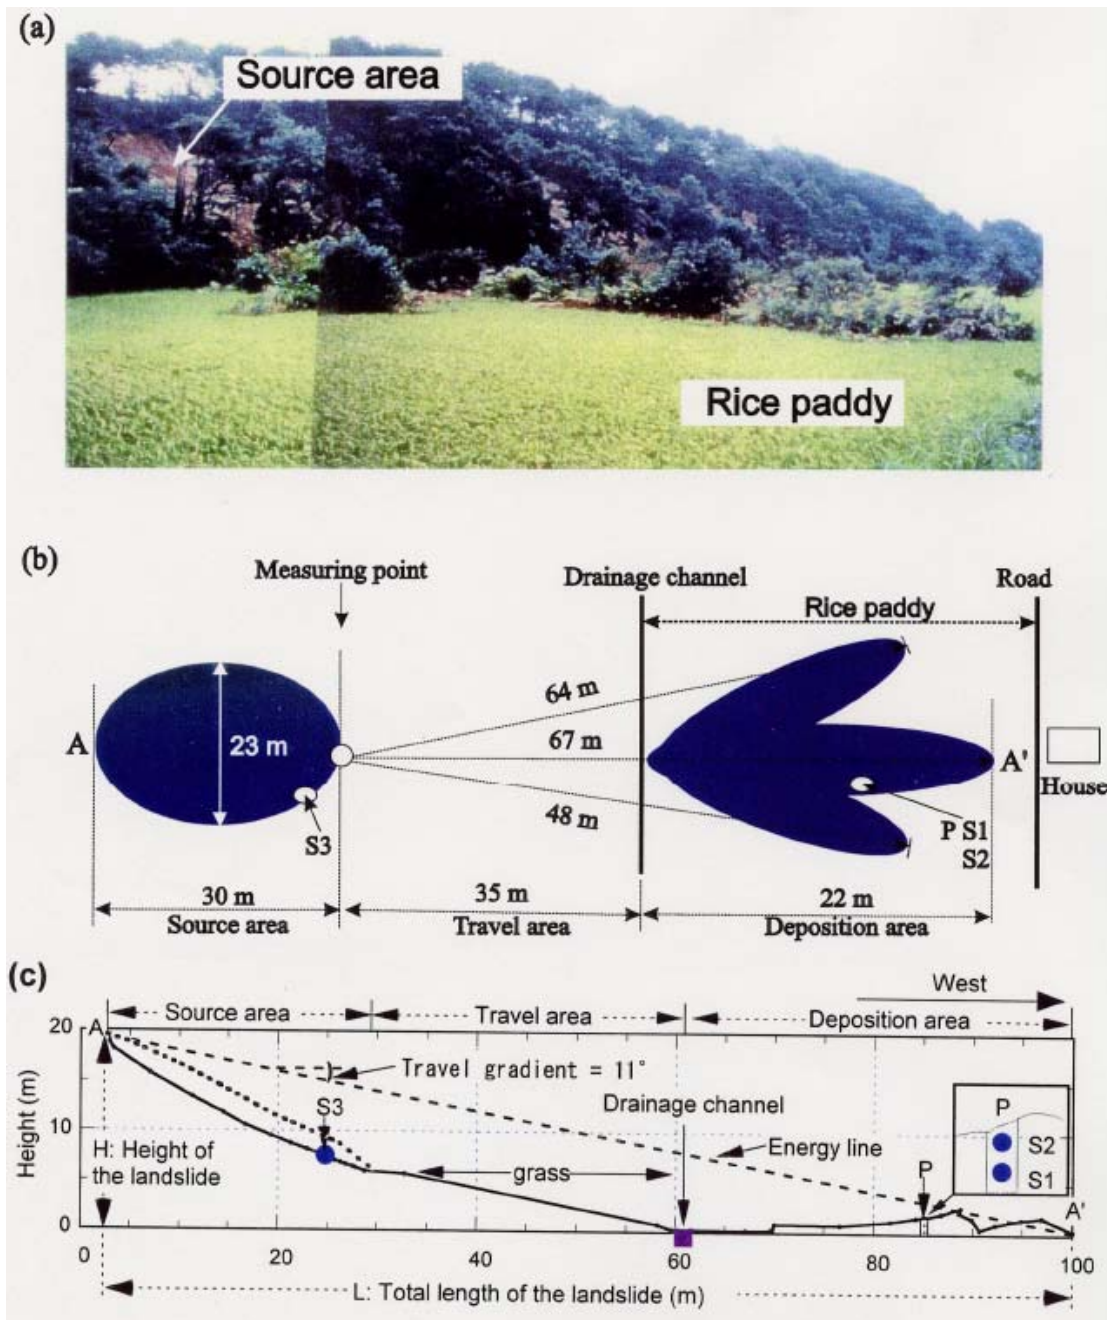 (a)
Source area
Rice paddy
(b)
Measuring point
Drainage channel
Road
Rice paddy
64 m
A
23 m
67 m
A'
House
48 m
S3
P S1
S2
30 m
35 m
22 m
Source area
Travel area
Deposition area
(c)
West
Source area
Travel area
Deposition area
20
A
Travel gradient = 11°
S3
Drainage channel
P
Height (m)
10
H: Height of
the landslide
grass
Energy line
P
S2
S1
A'
0
0
20
40
60
80
100
L: Total length of the landslide (m)